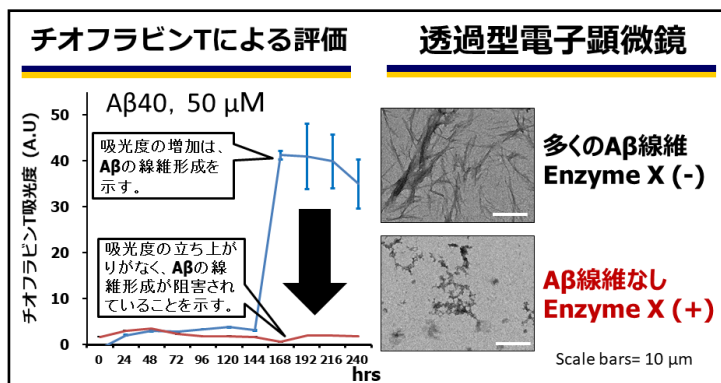 チオフラビンTによる評価
Aβ40, 50 μM
チオフラビンT吸光度 (A.U)
50
40
30
20
10
0
吸光度の増加は、
Aβの線維形成を
示す。
吸光度の立ち上が
りがなく、Aβの線
維形成が阻害され
ていることを示す。
0 24 48 72 96 120 144 168 192 216 240
hrs
透過型電子顕微鏡
多くのAβ線維
Enzyme X (-)
Aβ線維なし
Enzyme X (+)
Scale bars= 10 μm